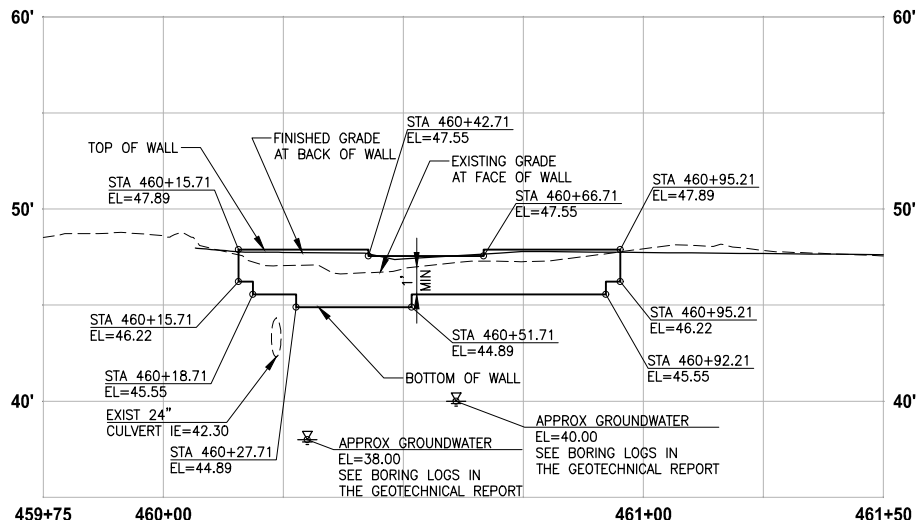 60'
60'
STA 460+42.71
EL=47.55
FINISHED GRADE
AT BACK OF WALL
TOP OF WALL
EXISTING GRADE
AT FACE OF WALL
STA 460+15.71
EL=47.89
STA 460+66.71
EL=47.55
STA 460+95.21
EL=47.89
50'
50'
1'
MIN
STA 460+15.71
EL=46.22
STA 460+95.21
EL=46.22
STA 460+51.71
EL=44.89
STA 460+92.21
EL=45.55
STA 460+18.71
EL=45.55
BOTTOM OF WALL
40'
40'
EXIST 24"
CULVERT IE=42.30
APPROX GROUNDWATER
EL=40.00
SEE BORING LOGS IN
THE GEOTECHNICAL REPORT
STA 460+27.71
EL=44.89
APPROX GROUNDWATER
EL=38.00
SEE BORING LOGS IN
THE GEOTECHNICAL REPORT
459+75
460+00
461+00
461+50